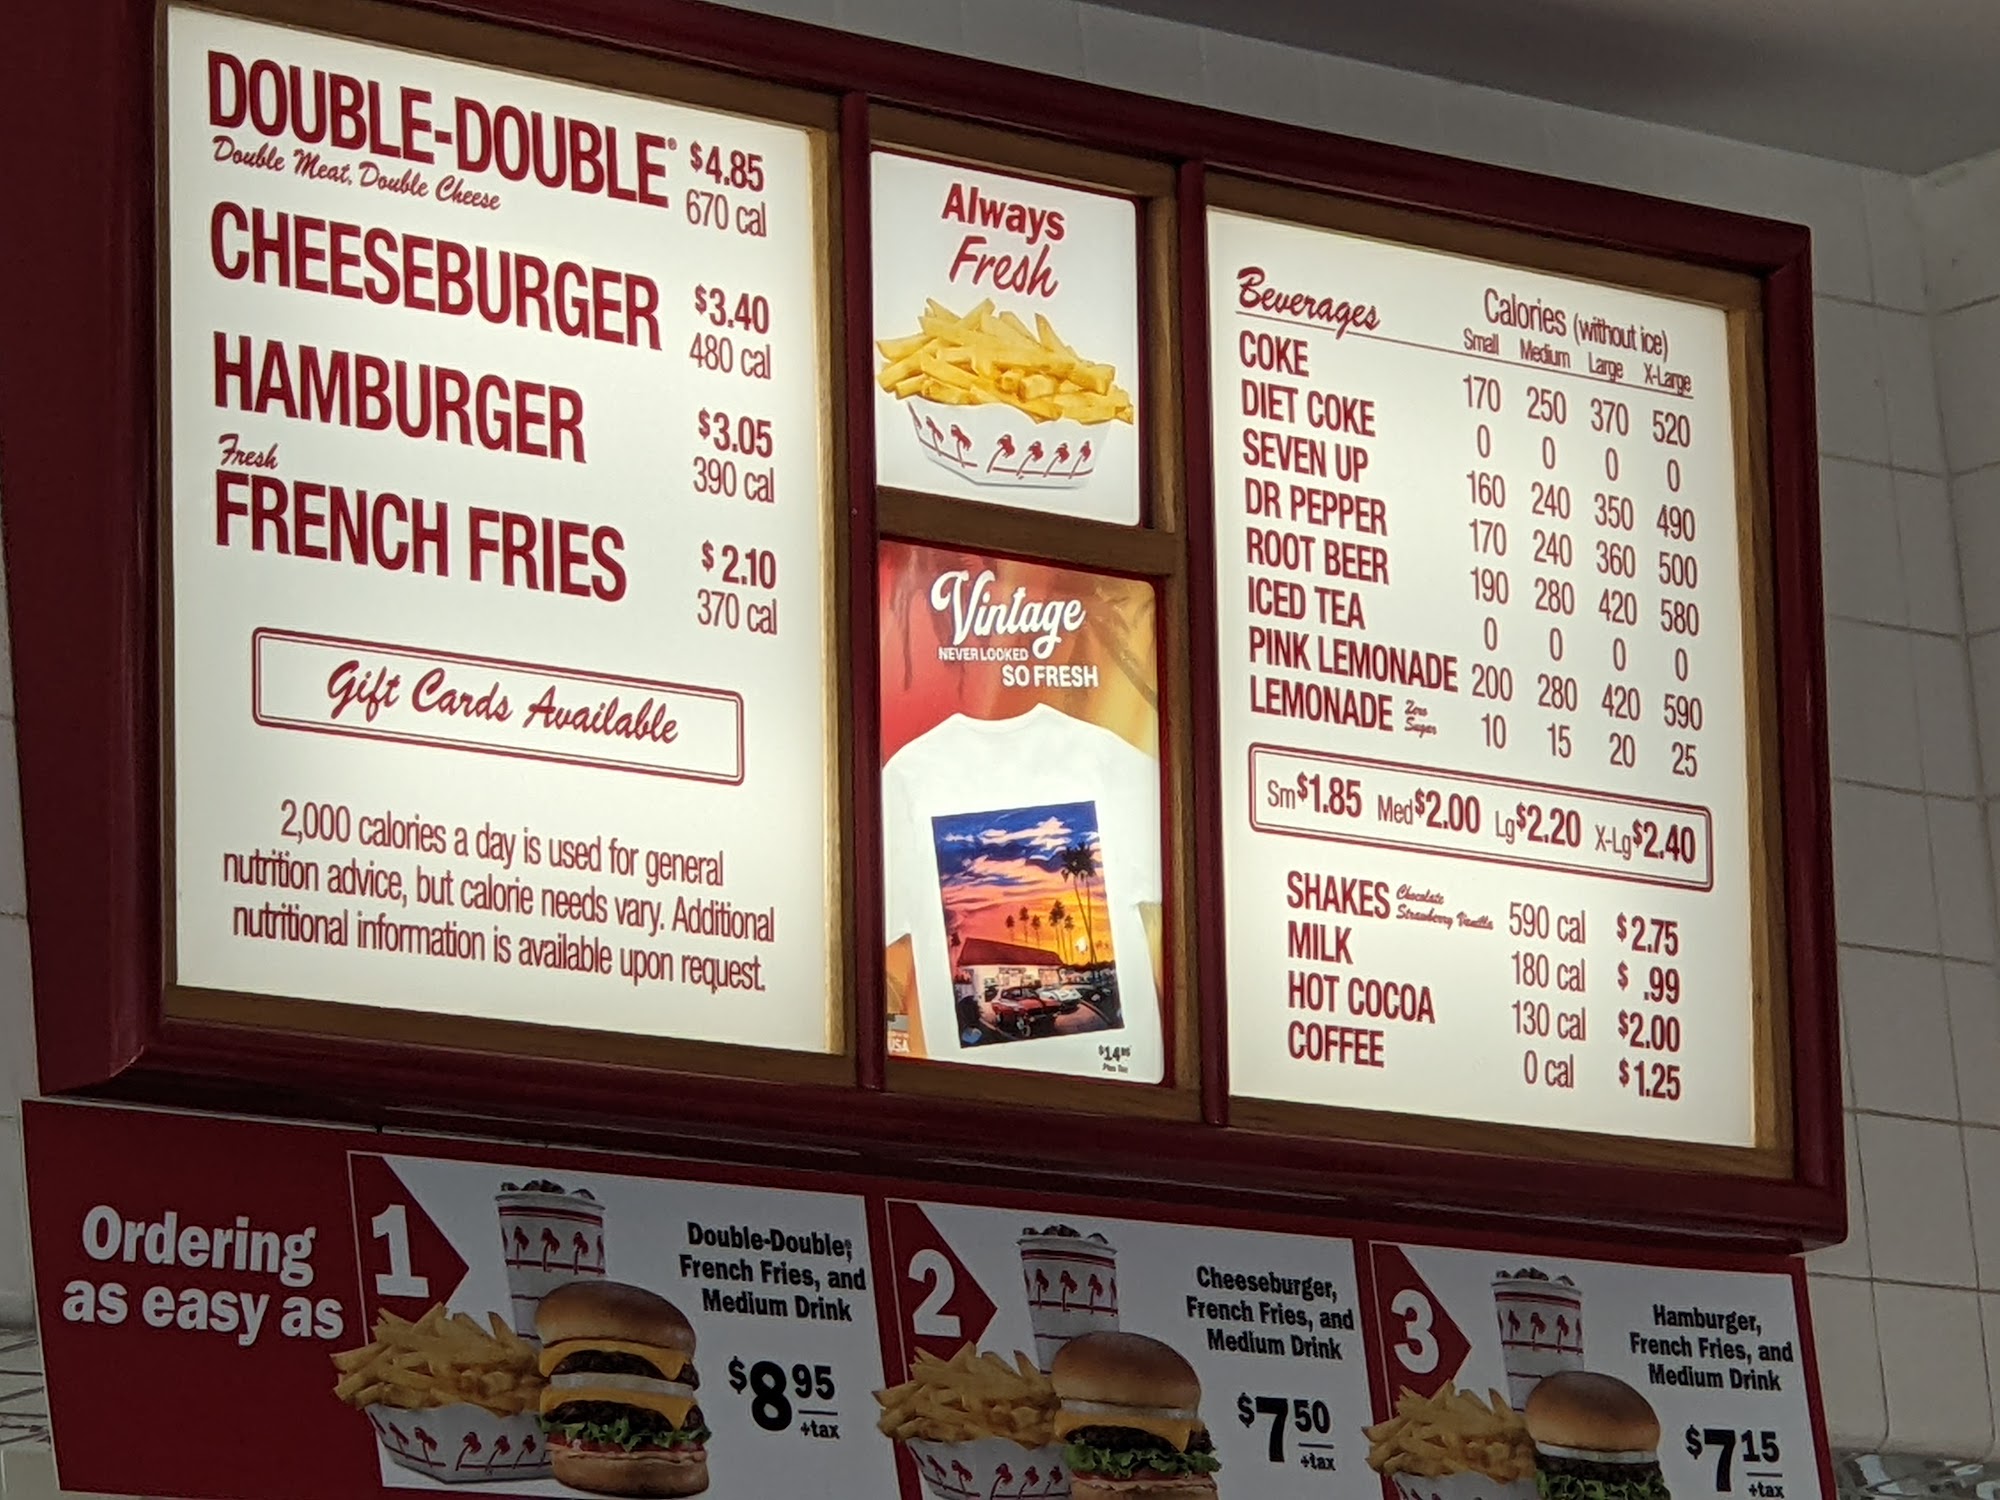 DOUBLE-DOUBLE® $4.85
Double Meat, Double Cheese 670 cal
CHEESEBURGER $3.40
480 cal
HAMBURGER $3.05
390 cal
Fresh
FRENCH FRIES $2.10
370 cal
Gift Cards Available
2,000 calories a day is used for general
nutrition advice, but calorie needs vary. Additional
nutritional information is available upon request.
Always
Fresh
Vintage
NEVER LOOKED
SO FRESH
USA
$14
Plus Tax
Beverages Calories (without ice)
Small Medium Large X-Large
COKE 170 250 370 520
DIET COKE 0 0 0 0
SEVEN UP 160 240 350 490
DR PEPPER 170 240 360 500
ROOT BEER 190 280 420 580
ICED TEA 0 0 0 0
PINK LEMONADE 200 280 420 590
LEMONADE Zero Sugar 10 15 20 25
Sm $1.85 Med $2.00 Lg $2.20 X-Lg $2.40
SHAKES Chocolate Strawberry Vanilla 590 cal $2.75
MILK 180 cal $ .99
HOT COCOA 130 cal $2.00
COFFEE 0 cal $1.25
Ordering
as easy as
1
Double-Double®,
French Fries, and
Medium Drink
$8 95
+tax
2
Cheeseburger,
French Fries, and
Medium Drink
$7 50
+tax
3
Hamburger,
French Fries, and
Medium Drink
$7 15
+tax